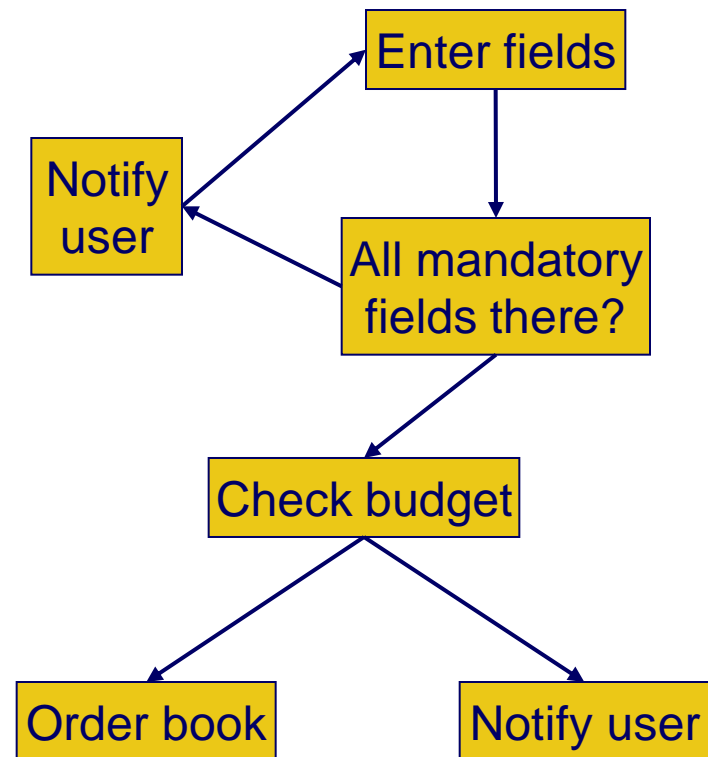 Enter fields
Notify
user
All mandatory
fields there?
Check budget
Order book
Notify user